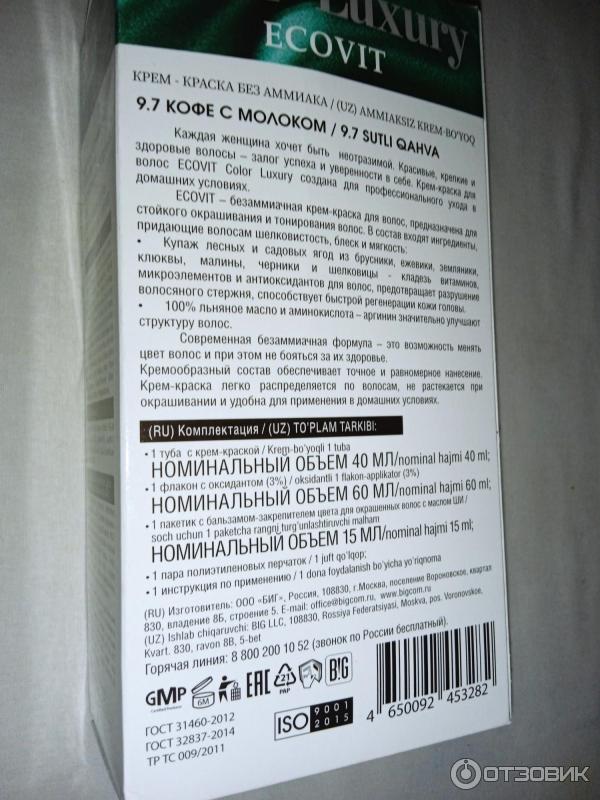 Luxury
ECOVIT
КРЕМ - КРАСКА БЕЗ АММИАКА / (UZ) AMMIAKSIZ KREM-BO'YOQ
9.7 КОФЕ С МОЛОКОМ / 9.7 SUTLI QAHVA
Каждая женщина хочет быть неотразимой. Красивые, крепкие и
здоровые волосы – залог успеха и уверенности в себе. Крем-краска для
волос ECOVIT Color Luxury создана для профессионального ухода в
домашних условиях.
ECOVIT – безаммиачная крем-краска для волос, предназначена для
стойкого окрашивания и тонирования волос. В состав входят ингредиенты,
придающие волосам шелковистость, блеск и мягкость:
• Купаж лесных и садовых ягод из брусники, ежевики, земляники,
клюквы, малины, черники и шелковицы - кладезь витаминов,
микроэлементов и антиоксидантов для волос, предотвращает разрушение
волосяного стержня, способствует быстрой регенерации кожи головы.
• 100% льняное масло и аминокислота – аргинин значительно улучшают
структуру волос.
Современная безаммиачная формула – это возможность менять
цвет волос и при этом не бояться за их здоровье.
Кремообразный состав обеспечивает точное и равномерное нанесение.
Крем-краска легко распределяется по волосам, не растекается при
окрашивании и удобна для применения в домашних условиях.
(RU) Комплектация / (UZ) TO'PLAM TARKIBI:
• 1 туба с крем-краской / Krem-bo'yoqli 1 tuba
НОМИНАЛЬНЫЙ ОБЪЕМ 40 МЛ/nominal hajmi 40 ml;
• 1 флакон с оксидантом (3%) / oksidantli 1 flakon-applikator (3%)
НОМИНАЛЬНЫЙ ОБЪЕМ 60 МЛ/nominal hajmi 60 ml;
• 1 пакетик с бальзамом-закрепителем цвета для окрашенных волос с маслом ШИ /
soch uchun 1 paketcha rangni turg'unlashtiruvchi malham
НОМИНАЛЬНЫЙ ОБЪЕМ 15 МЛ/nominal hajmi 15 ml;
• 1 пара полиэтиленовых перчаток / 1 juft qo'lqop;
• 1 инструкция по применению / 1 dona foydalanish bo'yicha yo'riqnoma
(RU) Изготовитель: ООО «БИГ», Россия, 108830, г.Москва, поселение Вороновское, квартал
830, владение 8Б, строение 5. E-mail: office@bigcom.ru, www.bigcom.ru
(UZ) Ishlab chiqaruvchi: BIG LLC, 108830, Rossiya Federatsiyasi, Moskva, pos. Voronovskoe,
Kvart. 830, ravon 8B, 5-bet
Горячая линия: 8 800 200 10 52 (звонок по России бесплатный).
GMP
6M
EAC
21
PAP
B!G
ISO 9001 2015
ГОСТ 31460-2012
ГОСТ 32837-2014
ТР ТС 009/2011
4 650092 453282
ОТЗОВИК